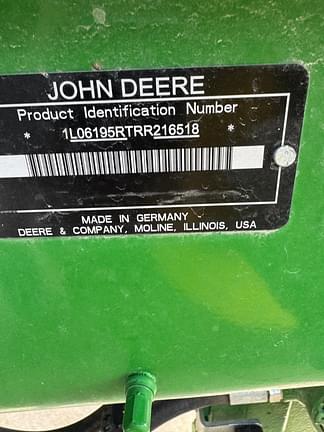 JOHN DEERE
Product Identification Number
* 1L06195RTRR216518 *
MADE IN GERMANY
DEERE & COMPANY, MOLINE, ILLINOIS, USA